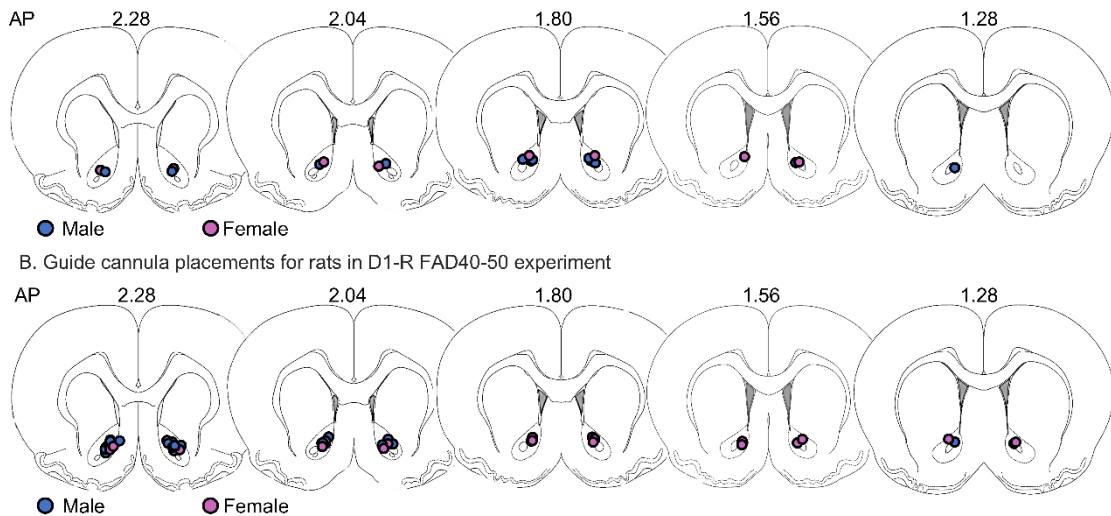 AP 2.28 2.04 1.80 1.56 1.28
Male Female
B. Guide cannula placements for rats in D1-R FAD40-50 experiment
AP 2.28 2.04 1.80 1.56 1.28
Male Female